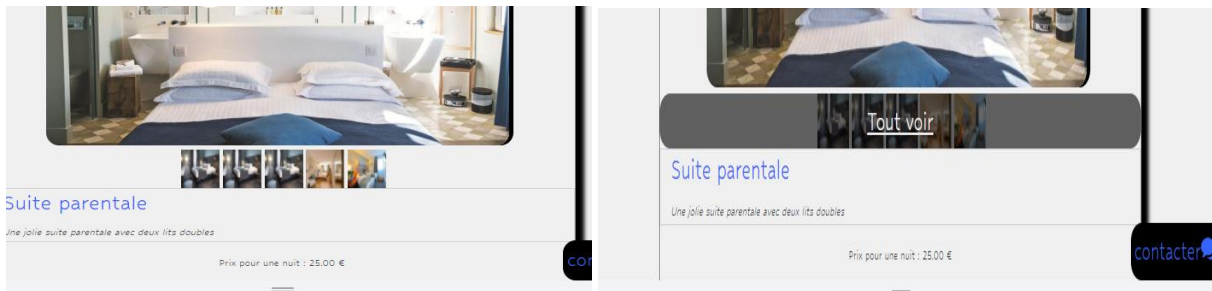 Suite parentale
Une jolie suite parentale avec deux lits doubles
Prix pour une nuit : 25.00 €
Tout voir
Suite parentale
Une jolie suite parentale avec deux lits doubles
Prix pour une nuit : 25.00 €
contacter